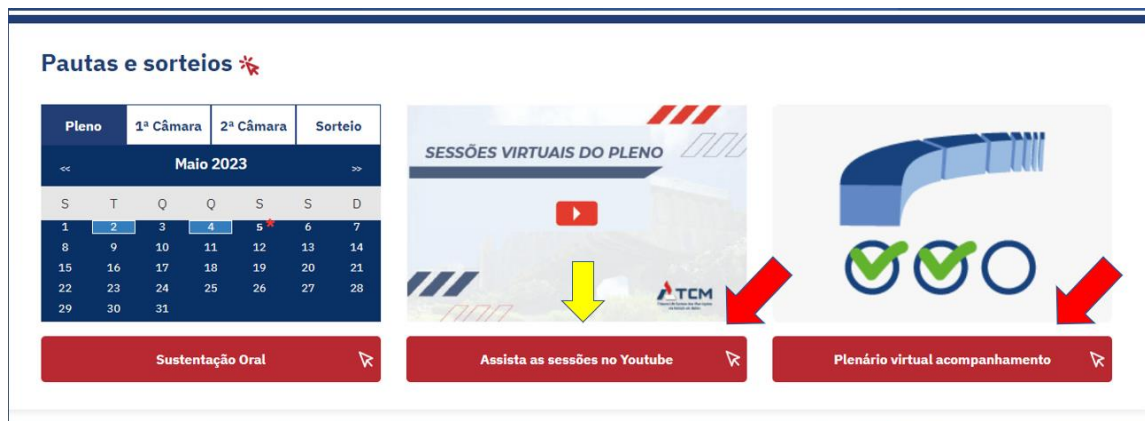 Pautas e sorteios
Pleno 1ª Câmara 2ª Câmara Sorteio
<< Maio 2023 >>
S T Q Q S S D
1 2 3 4 5* 6 7
8 9 10 11 12 13 14
15 16 17 18 19 20 21
22 23 24 25 26 27 28
29 30 31
Sustentação Oral
SESSÕES VIRTUAIS DO PLENO
TCM
Assista as sessões no Youtube
Plenário virtual acompanhamento